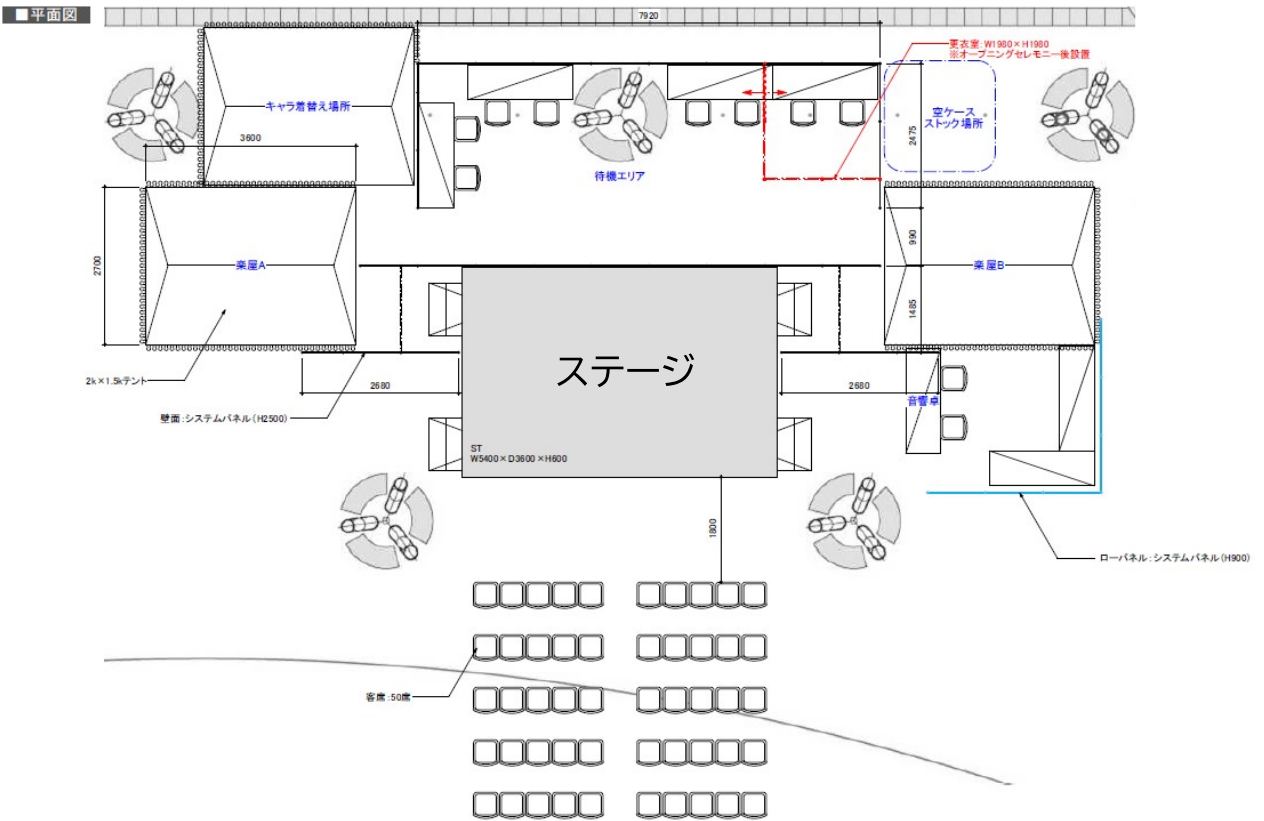 ■平面図
7920
更衣室:W1980×H1980
※オープニングセレモニー後設置
キャラ着替え場所
空ケース
ストック場所
3600
2475
待機エリア
楽屋A
楽屋B
2700
990
1485
2k×1.5kテント
2680
2680
ステージ
音響卓
壁面:システムパネル(H2500)
ST
W5400×D3600×H600
1800
ローパネル:システムパネル(H900)
客席:50席